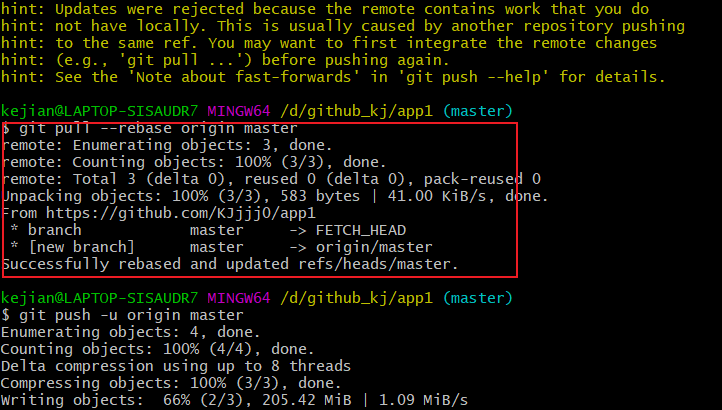 hint: Updates were rejected because the remote contains work that you do
hint: not have locally. This is usually caused by another repository pushing
hint: to the same ref. You may want to first integrate the remote changes
hint: (e.g., 'git pull ...') before pushing again.
hint: See the 'Note about fast-forwards' in 'git push --help' for details.
kejian@LAPTOP-SISAUDR7 MINGW64 /d/github_kj/app1 (master)
$ git pull --rebase origin master
remote: Enumerating objects: 3, done.
remote: Counting objects: 100% (3/3), done.
remote: Total 3 (delta 0), reused 0 (delta 0), pack-reused 0
Unpacking objects: 100% (3/3), 583 bytes | 41.00 KiB/s, done.
From https://github.com/KJjjj0/app1
 * branch            master     -> FETCH_HEAD
 * [new branch]      master     -> origin/master
Successfully rebased and updated refs/heads/master.
kejian@LAPTOP-SISAUDR7 MINGW64 /d/github_kj/app1 (master)
$ git push -u origin master
Enumerating objects: 4, done.
Counting objects: 100% (4/4), done.
Delta compression using up to 8 threads
Compressing objects: 100% (3/3), done.
Writing objects:  66% (2/3), 205.42 MiB | 1.09 MiB/s